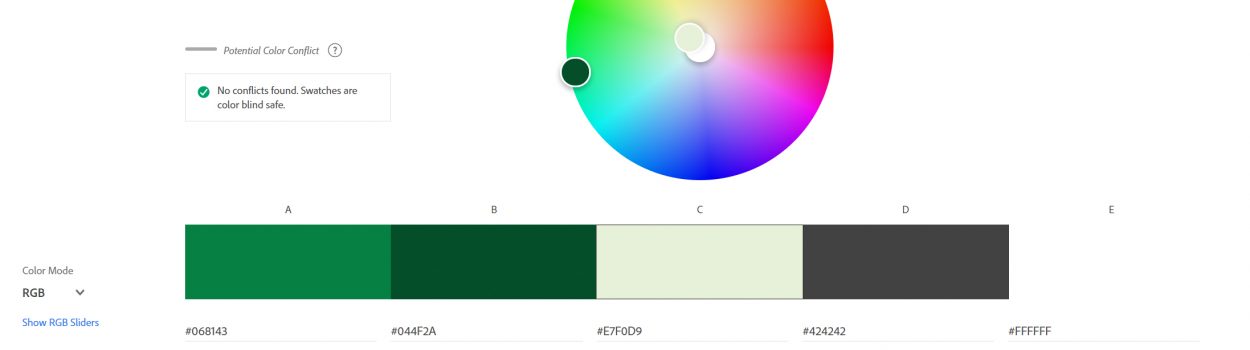 Potential Color Conflict ?
No conflicts found. Swatches are
color blind safe.
A B C D E
Color Mode
RGB
Show RGB Sliders
#068143 #044F2A #E7F0D9 #424242 #FFFFFF